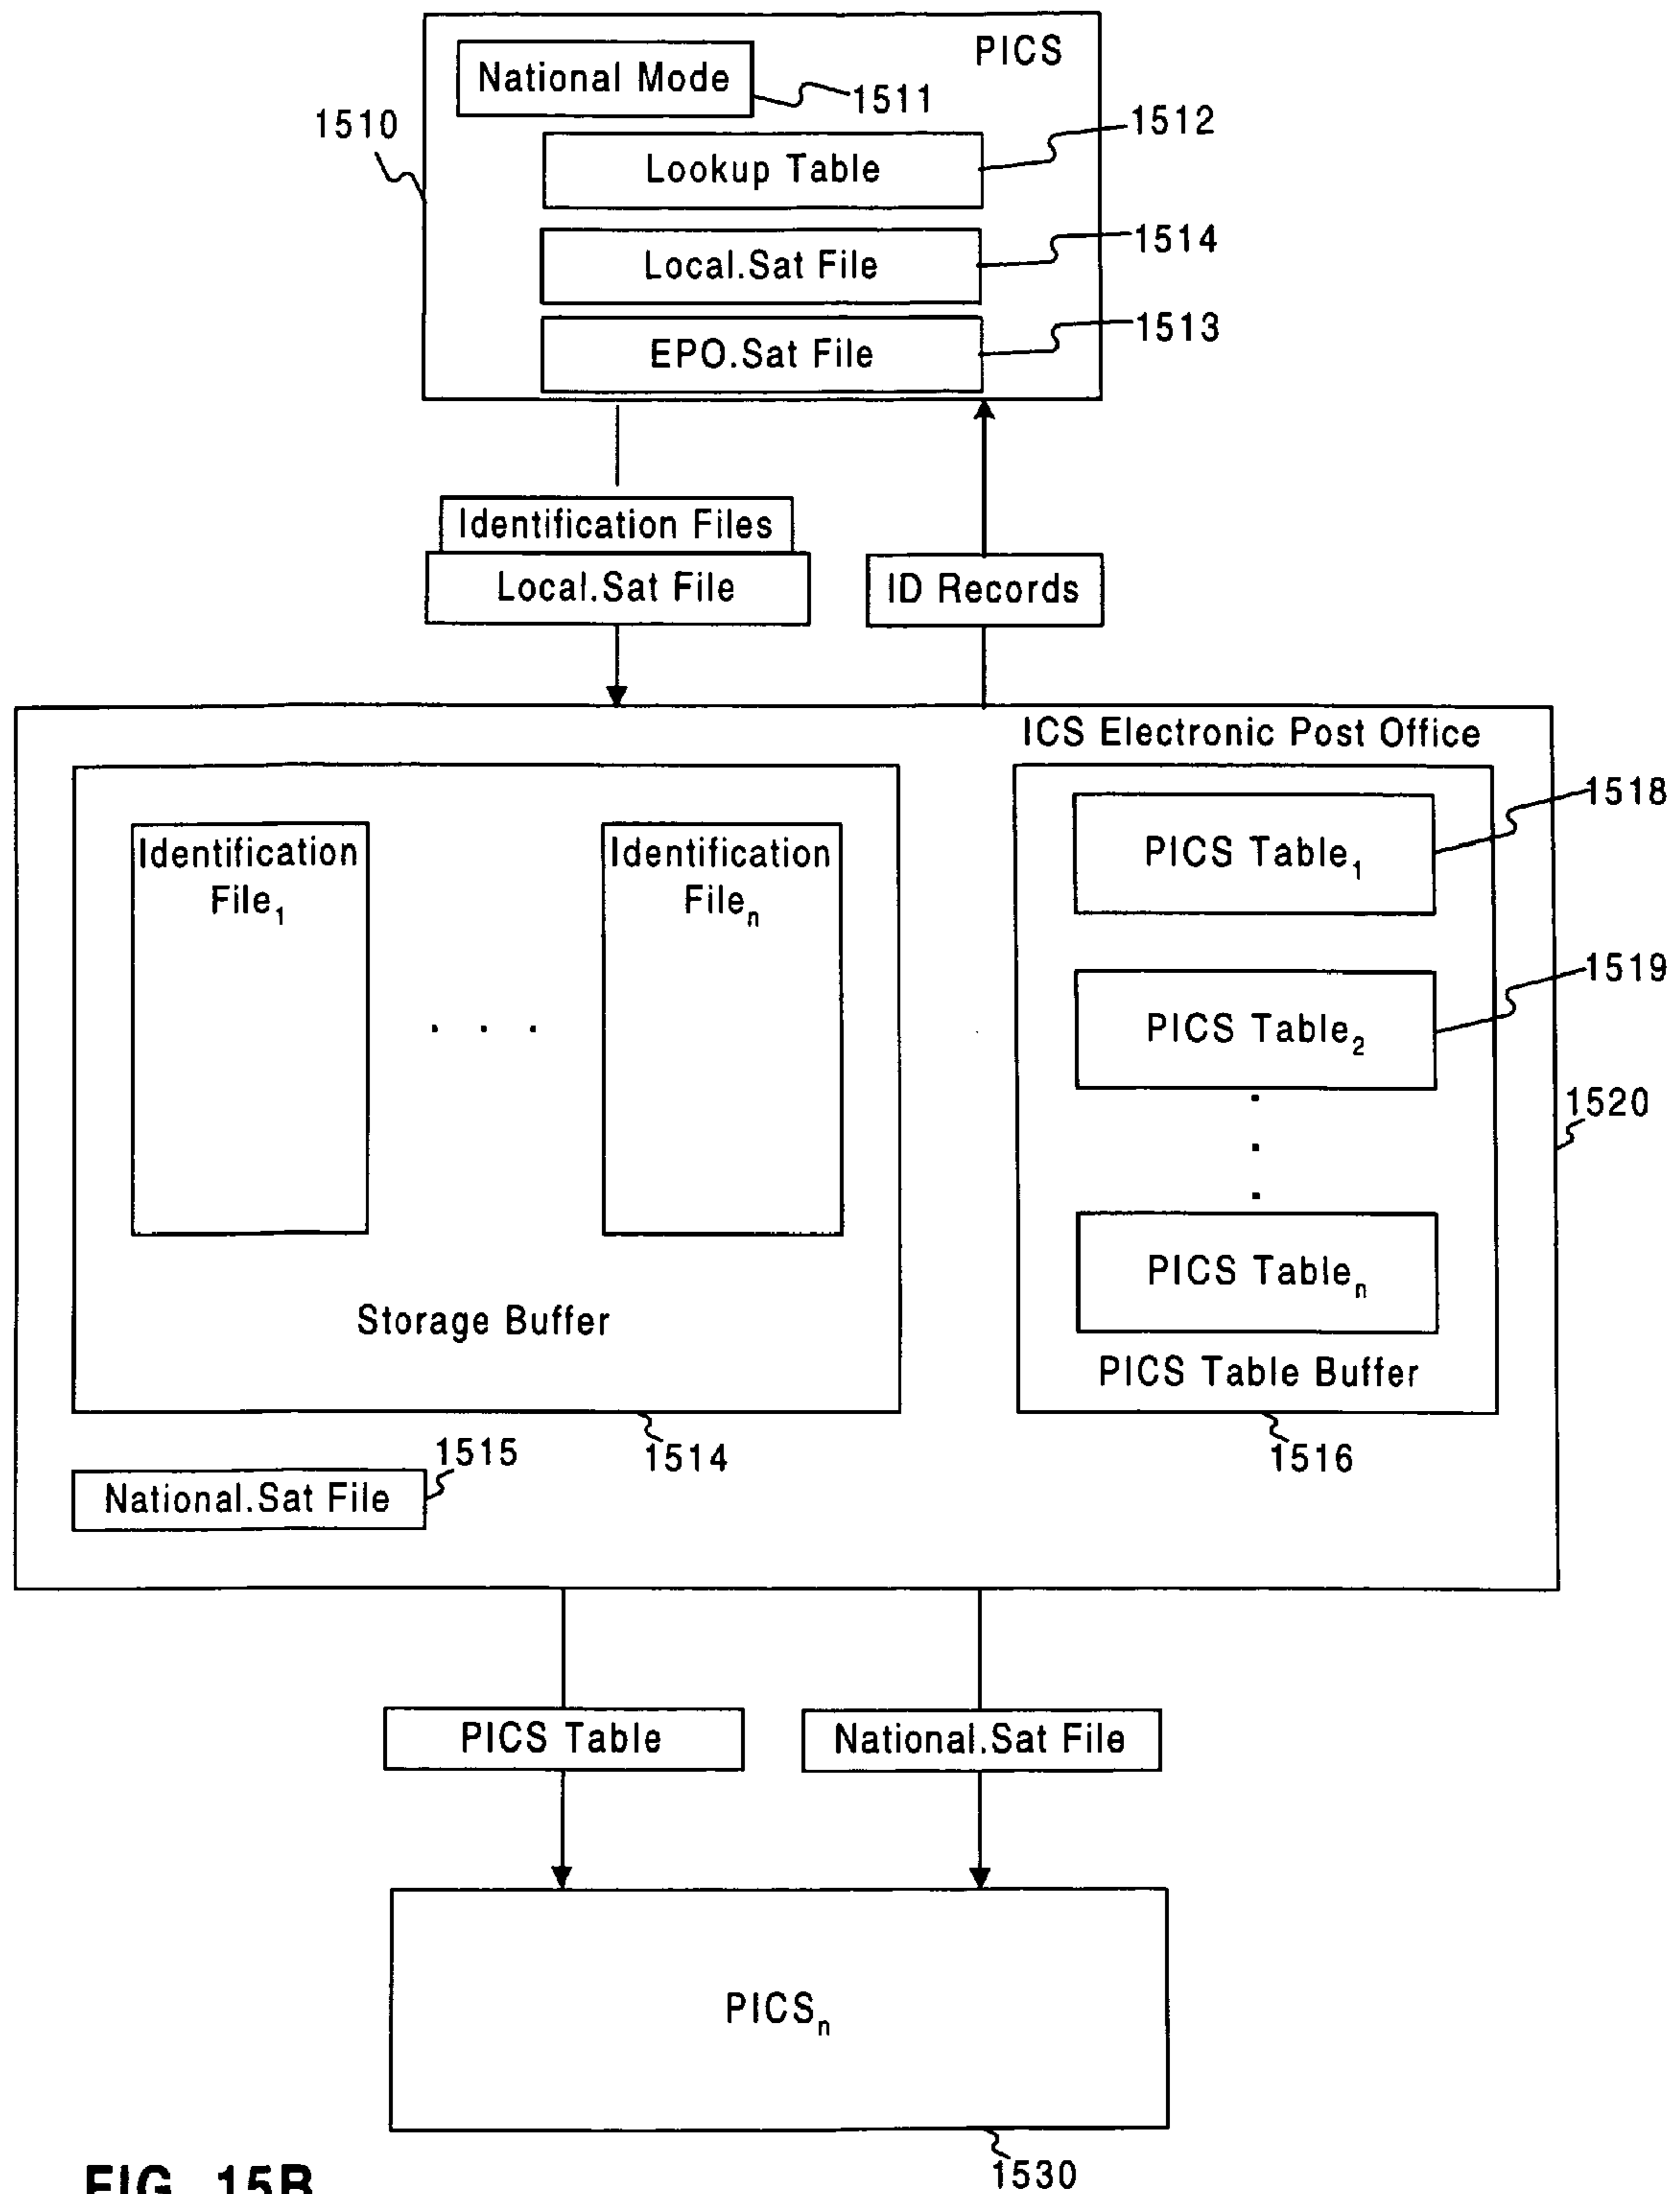 PICS
National Mode
1511
1510
1512
Lookup Table
1514
Local.Sat File
1513
EPO.Sat File
Identification Files
Local.Sat File
ID Records
ICS Electronic Post Office
1518
Identification
File1
Identification
Filen
PICS Table1
. . .
1519
PICS Table2
1520
.
.
.
PICS Tablen
Storage Buffer
PICS Table Buffer
1514
1516
1515
National.Sat File
PICS Table
National.Sat File
PICSn
1530
FIG. 15B